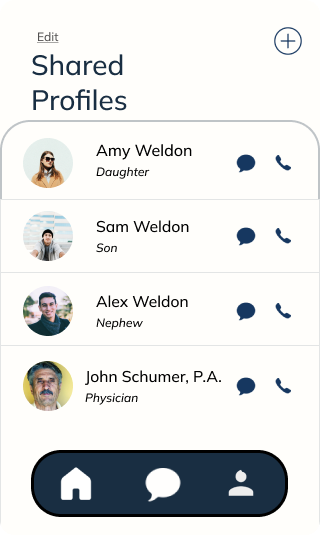 Edit
Shared
Profiles
Amy Weldon
Daughter
Sam Weldon
Son
Alex Weldon
Nephew
John Schumer, P.A.
Physician